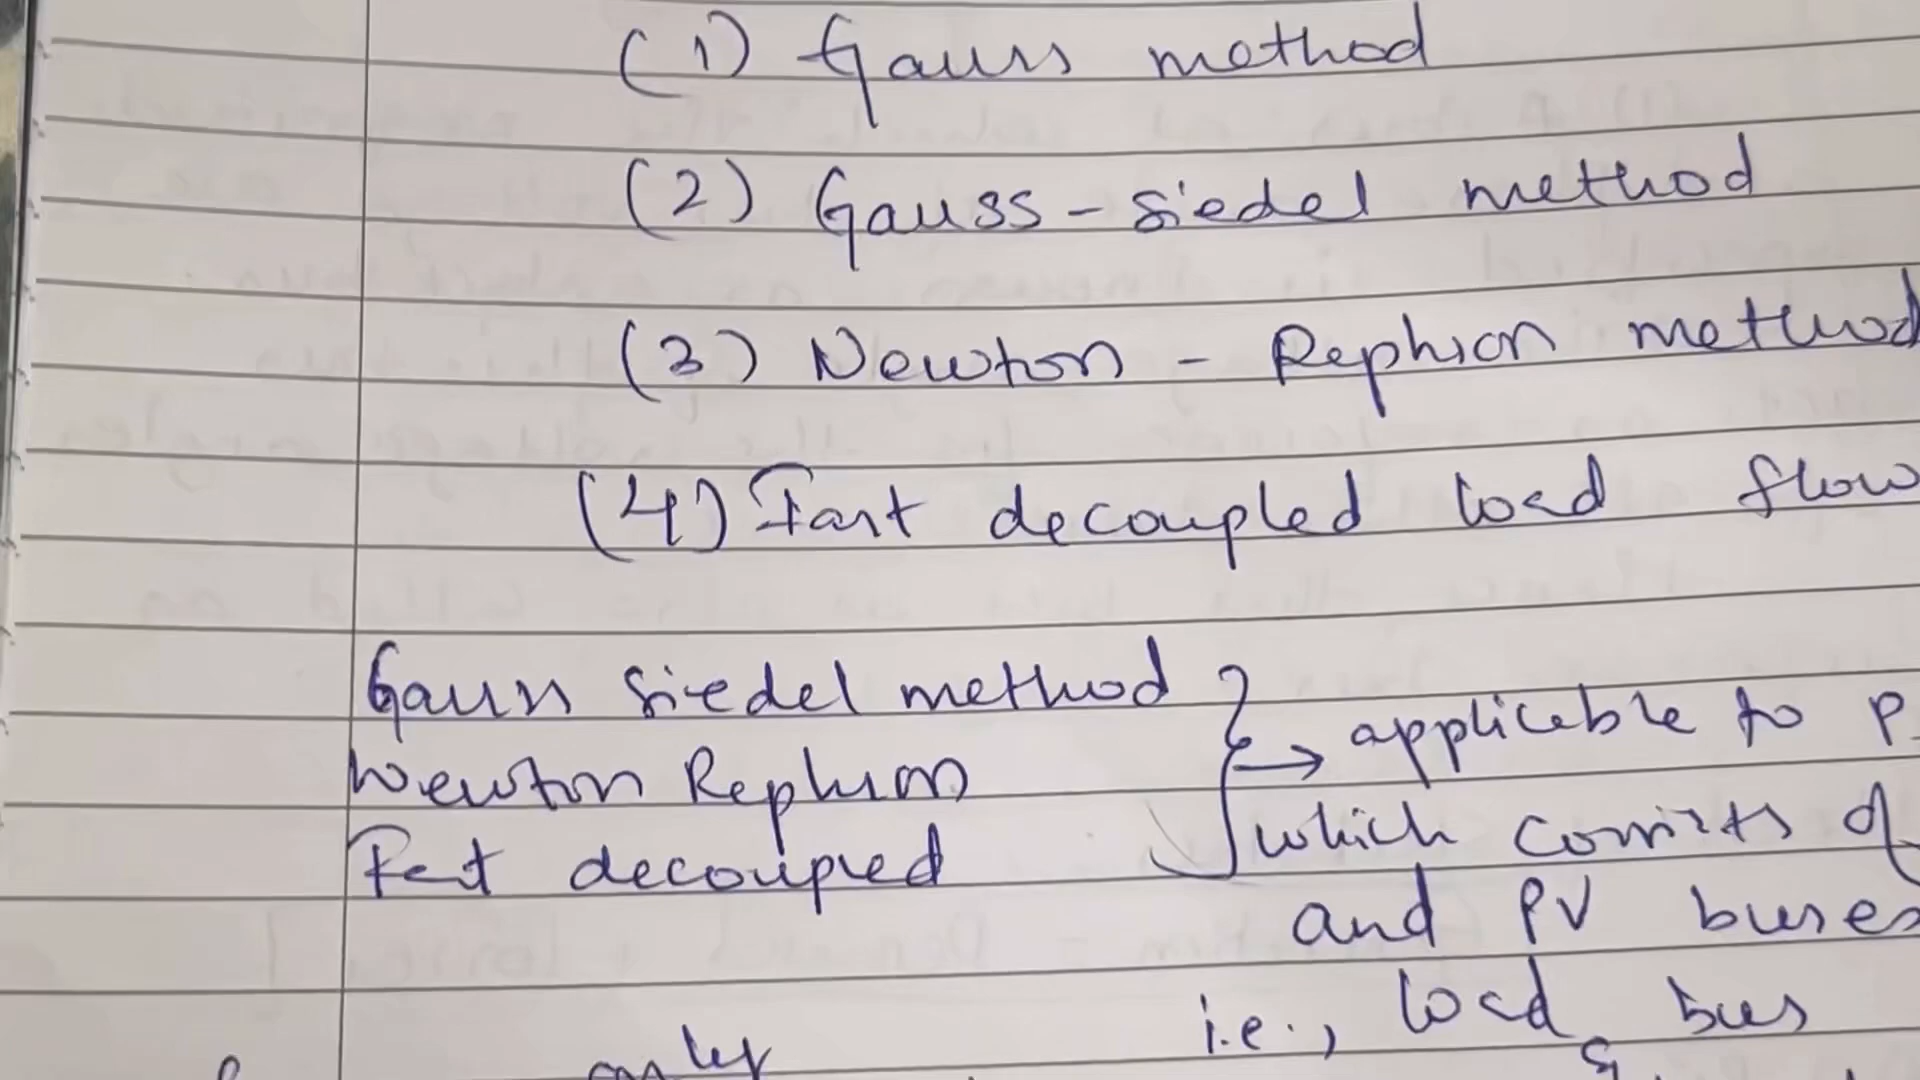 (1) Gauss method
(2) Gauss - siedel method
(3) Newton - Rephson method
(4) Fast decoupled load flow
Gauss siedel method
→ applicable to P
Newton Rephson
which consists of
Fast decoupled
and PV buses
i.e., load bus
only